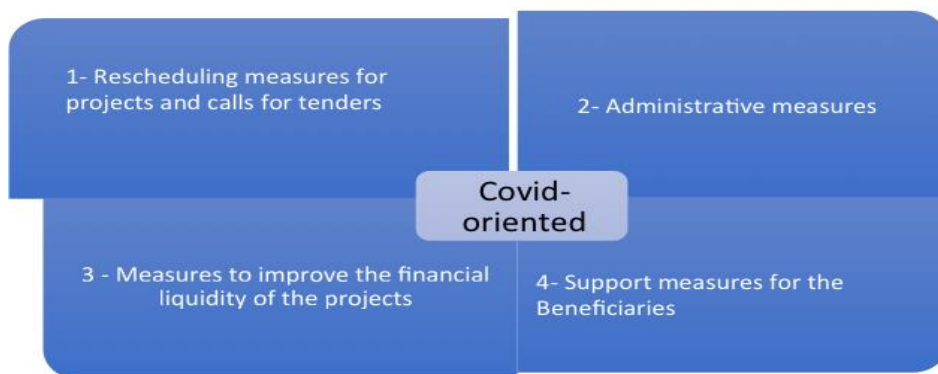 1- Rescheduling measures for
projects and calls for tenders
2- Administrative measures
Covid-
oriented
3 - Measures to improve the financial
liquidity of the projects
4- Support measures for the
Beneficiaries